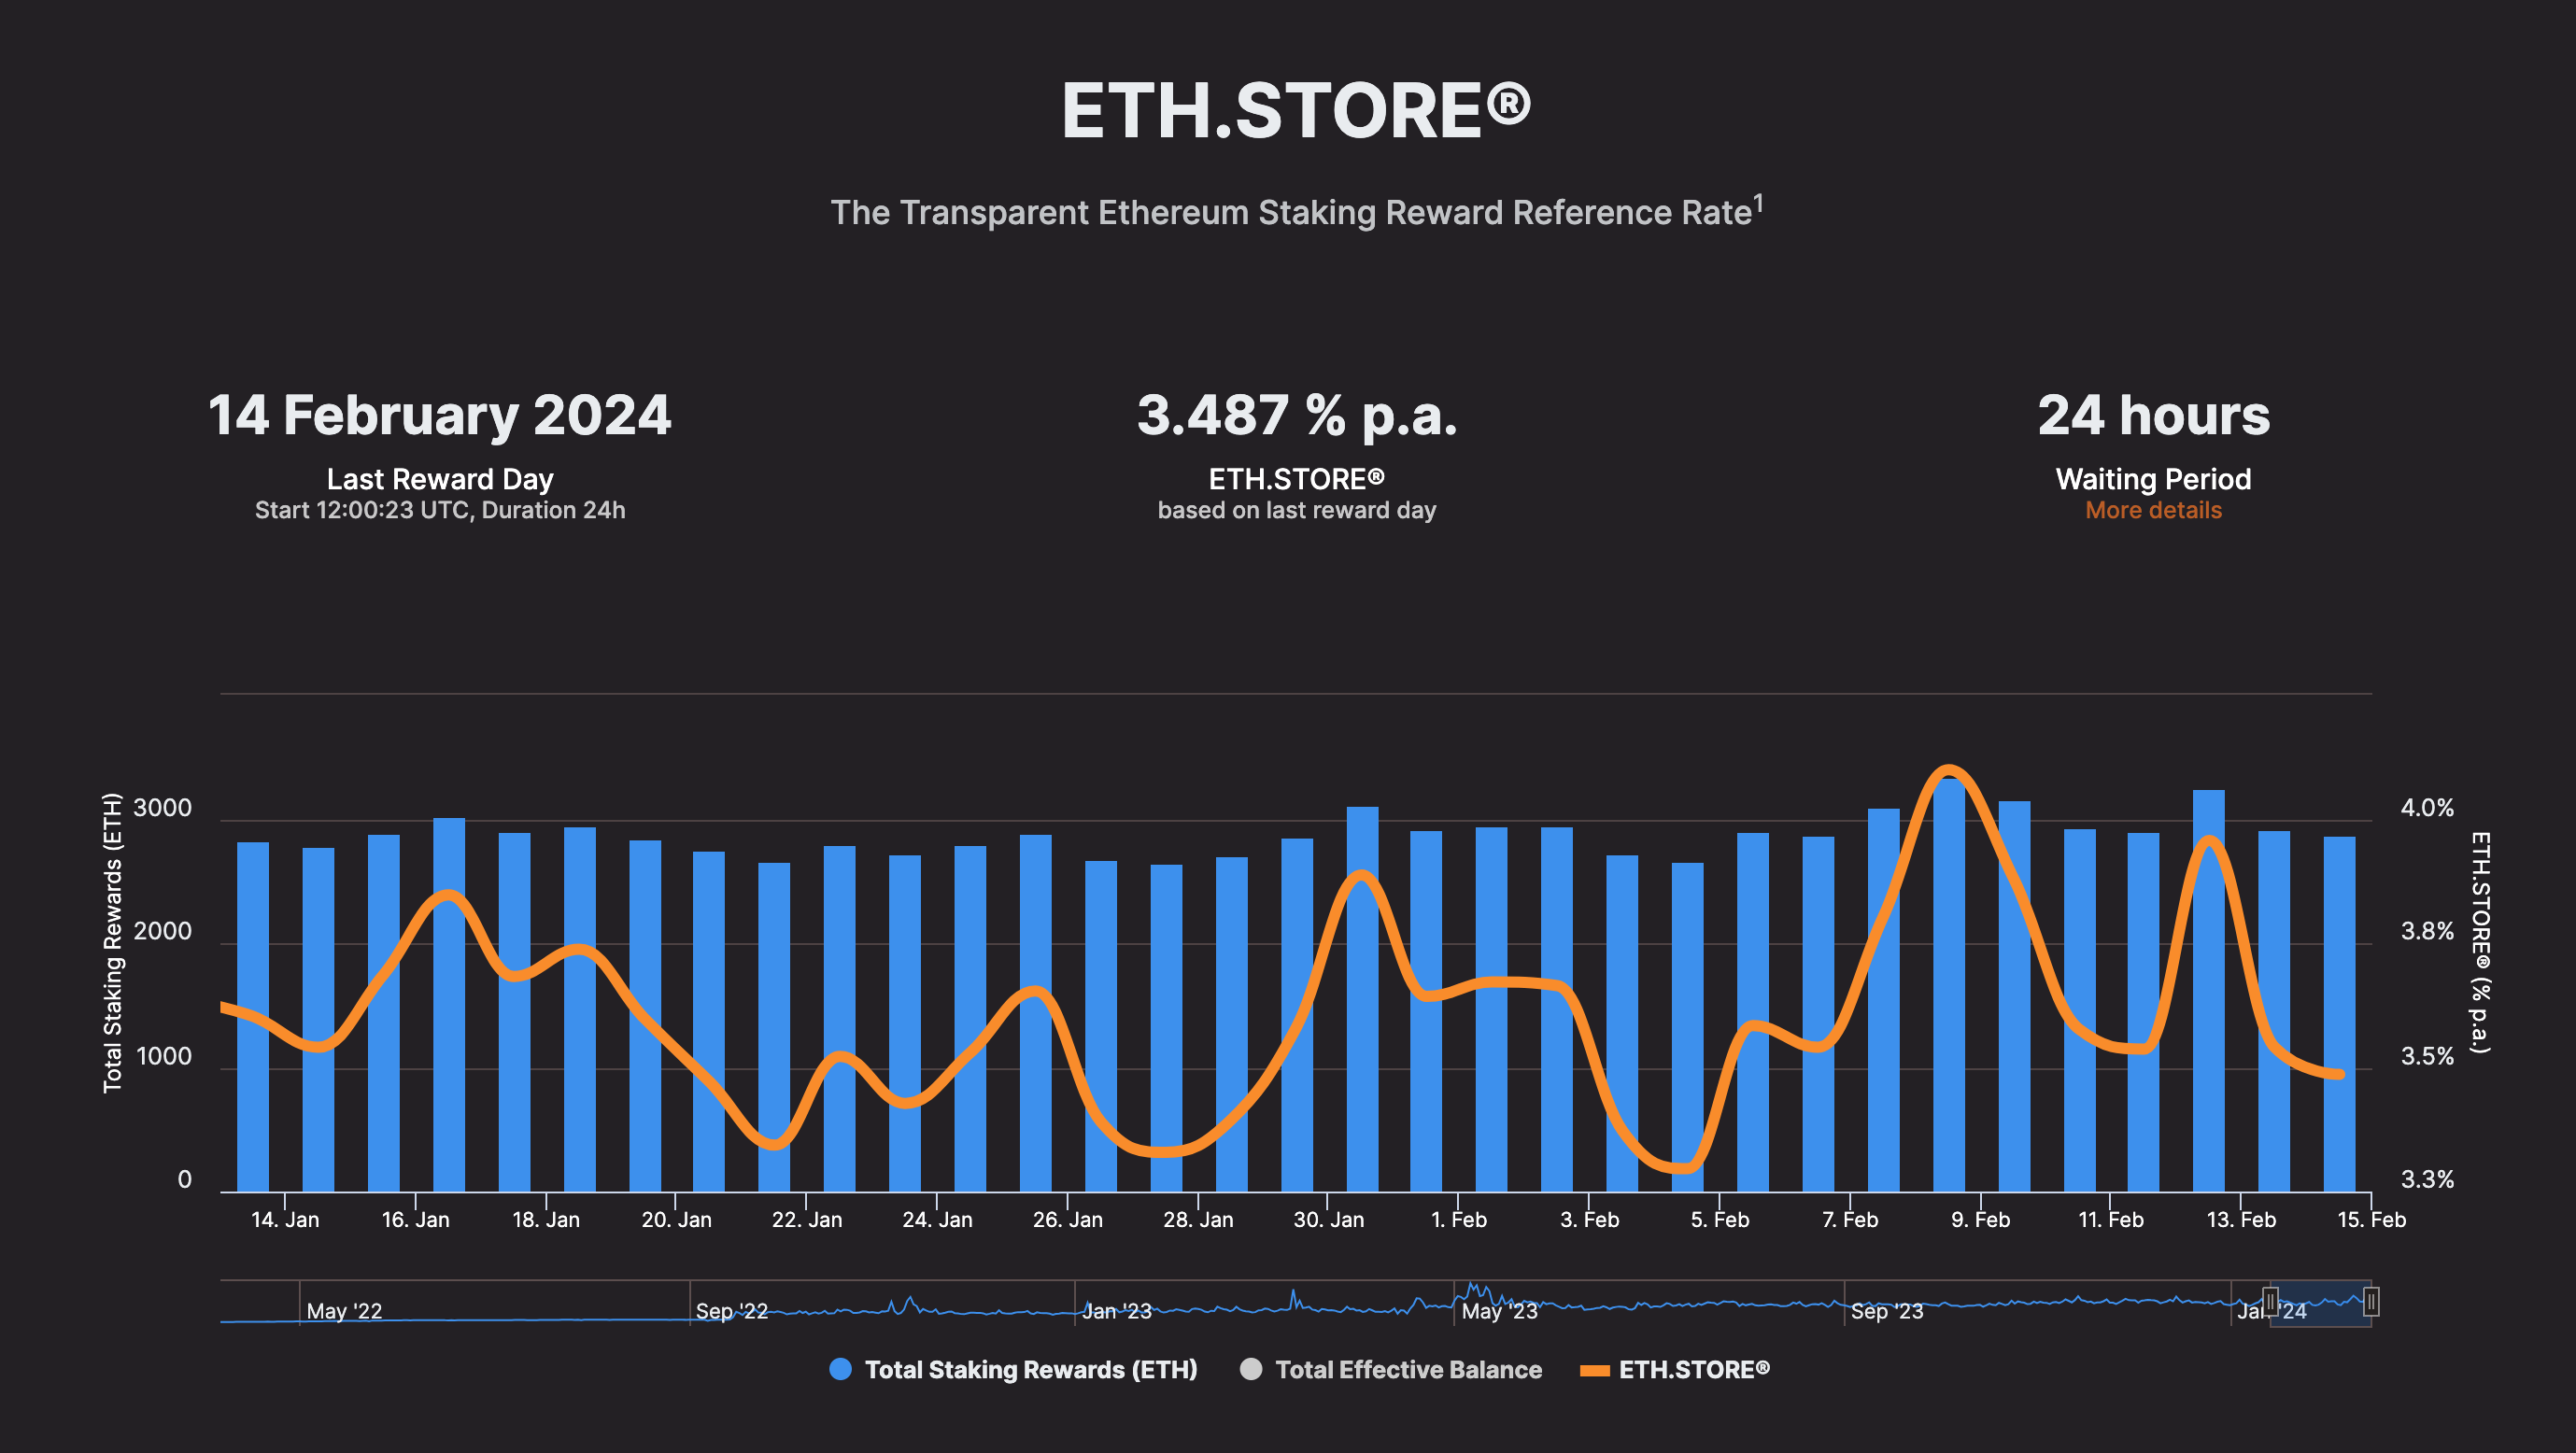 ETH.STORE®
The Transparent Ethereum Staking Reward Reference Rate¹
14 February 2024
Last Reward Day
Start 12:00:23 UTC, Duration 24h
3.487 % p.a.
ETH.STORE®
based on last reward day
24 hours
Waiting Period
More details
Total Staking Rewards (ETH)
3000
2000
1000
0
4.0%
3.8%
3.5%
3.3%
ETH.STORE® (% p.a.)
14. Jan 16. Jan 18. Jan 20. Jan 22. Jan 24. Jan 26. Jan 28. Jan 30. Jan 1. Feb 3. Feb 5. Feb 7. Feb 9. Feb 11. Feb 13. Feb 15. Feb
May '22 Sep '22 Jan '23 May '23 Sep '23 Jan '24
Total Staking Rewards (ETH) Total Effective Balance ETH.STORE®